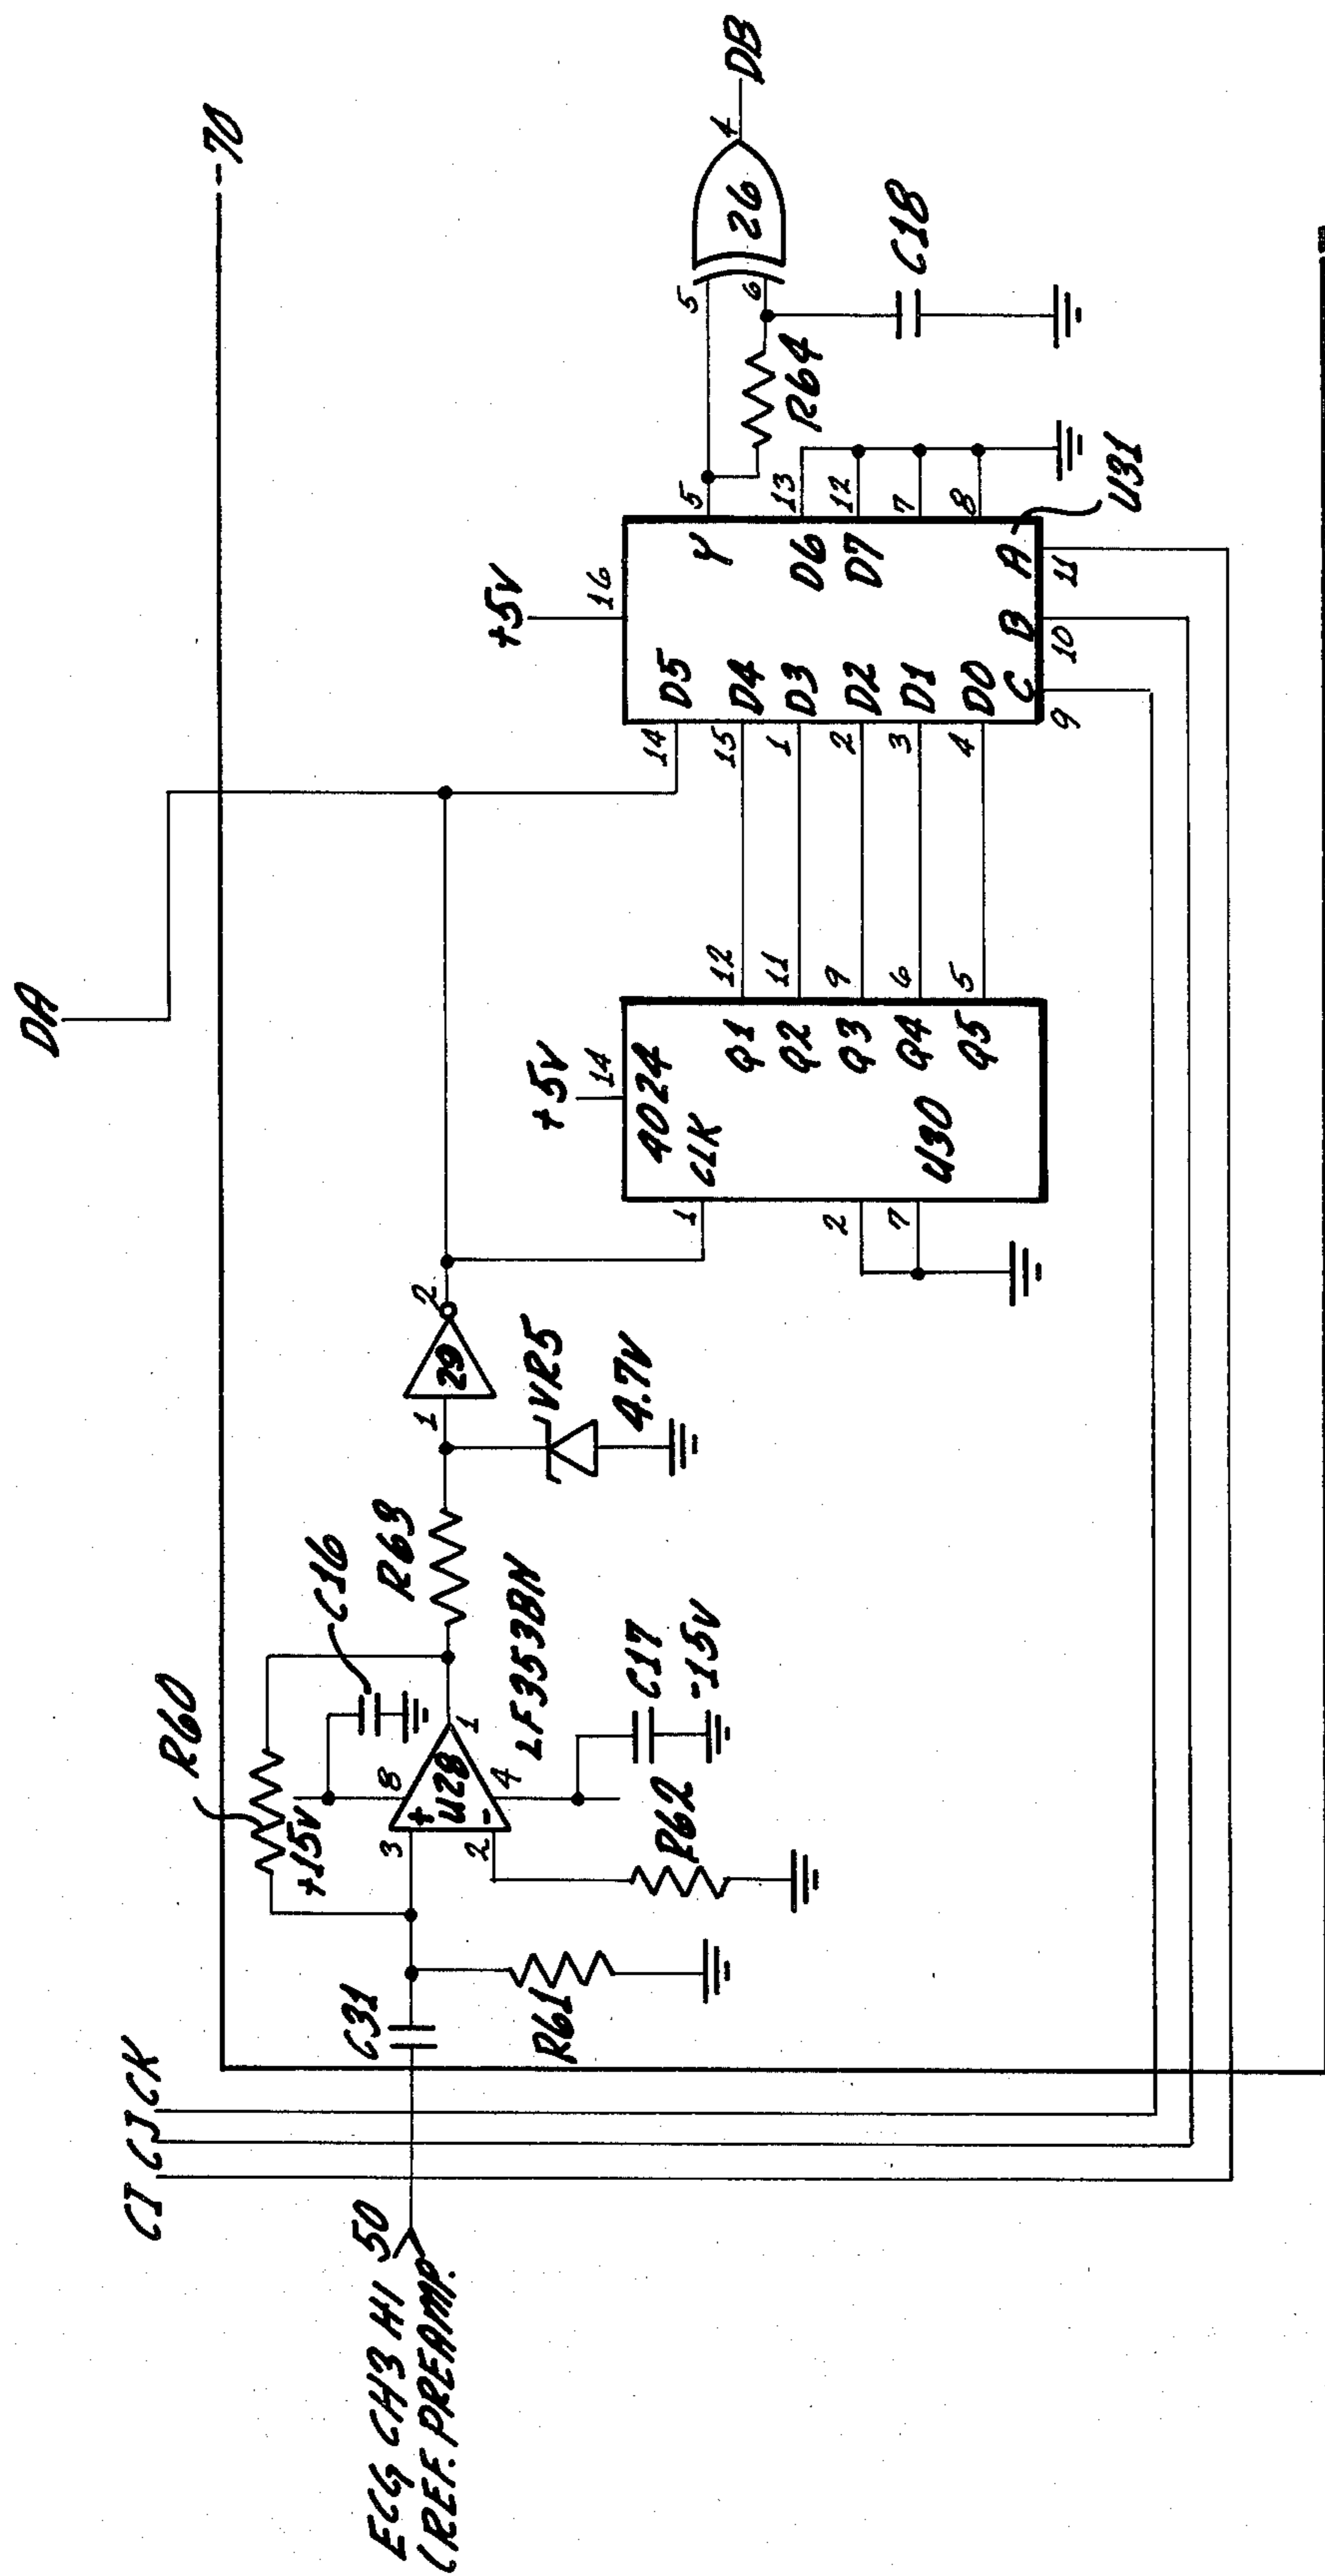 DA
-70
CI CJ CK
ECG CH3 HI 50
(REF. PREAMP.
C31
R61
R60
+15V
C16
3
2
8
4
1
+
-
U28
LF353BN
R62
C17
-15V
R63
1
29
2
VR5
4.7V
+5V
14
4024
CLK
1
2
7
U30
Q1
Q2
Q3
Q4
Q5
12
11
9
6
5
+5V
16
14
15
1
2
3
4
D5
D4
D3
D2
D1
D0
Y
D6
D7
C
B
A
9
10
11
5
13
12
7
8
U31
R64
C18
5
6
26
4
DB